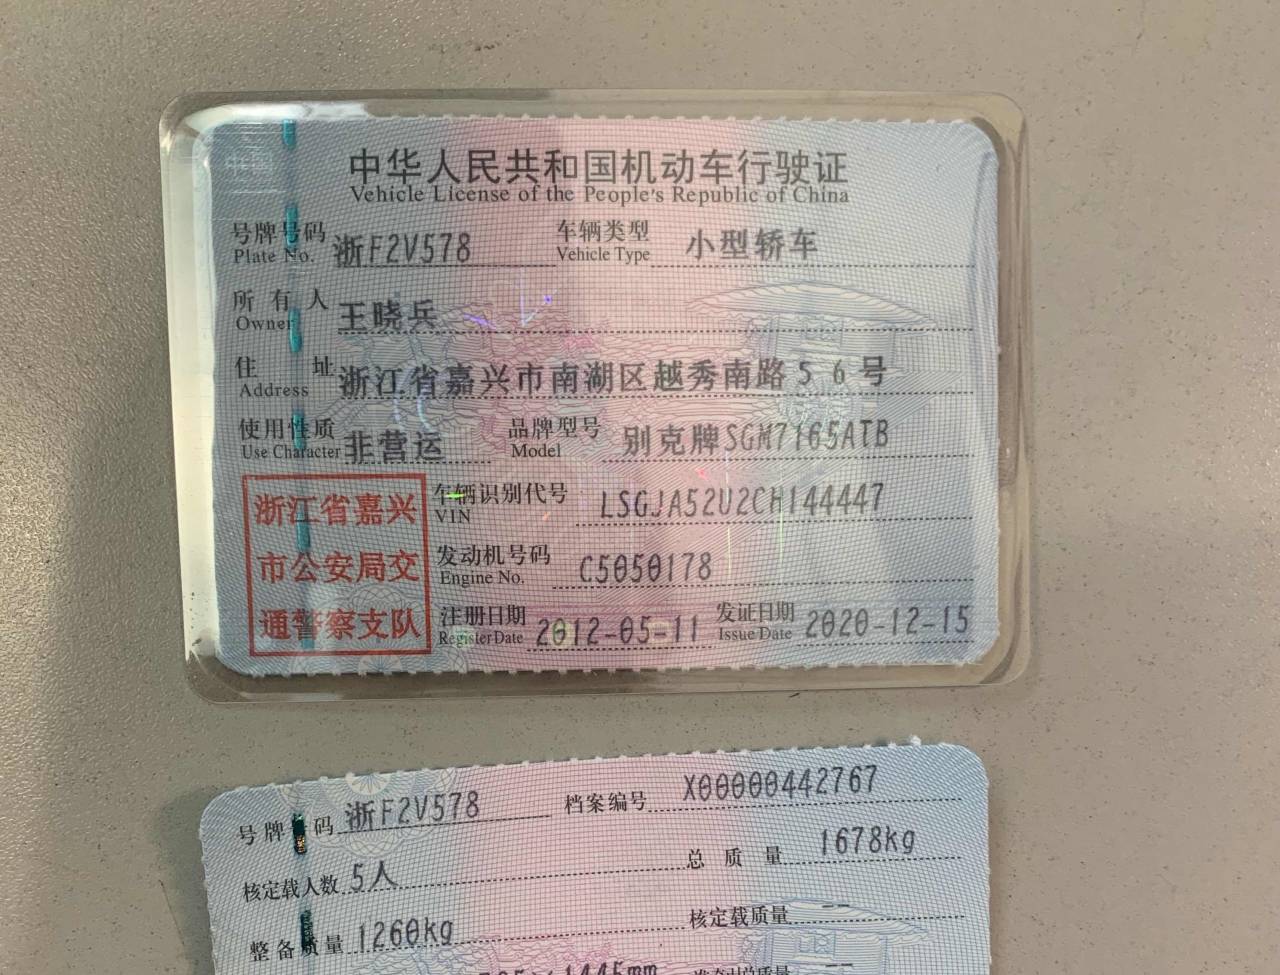 中华人民共和国机动车行驶证
Vehicle License of the People's Republic of China
号牌号码 浙F2V578 车辆类型 小型轿车
Plate No. Vehicle Type
所有人 王晓兵
Owner
住址 浙江省嘉兴市南湖区越秀南路56号
Address
使用性质 非营运 品牌型号 别克牌SGM7165ATB
Use Character Model
浙江省嘉兴
市公安局交
通警察支队
车辆识别代号 LSGJA52U2CH144447
VIN
发动机号码 C5050178
Engine No.
注册日期 2012-05-11 发证日期 2020-12-15
Register Date Issue Date
号牌号码 浙F2V578 档案编号 X00000442767
核定载人数 5人 总质量 1678kg
整备质量 1260kg 核定载质量 --
1445mm --